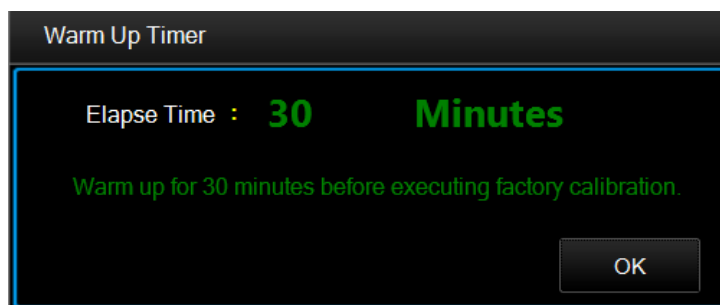 Warm Up Timer
Elapse Time : 30 Minutes
Warm up for 30 minutes before executing factory calibration.
OK